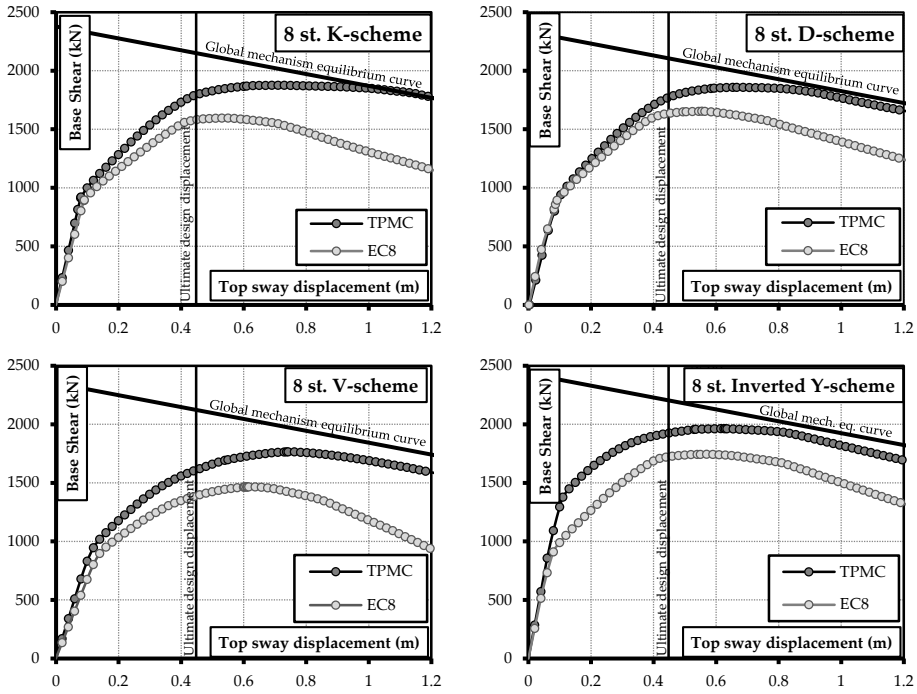 2500
8 st. K-scheme
Base Shear (kN)
Global mechanism equilibrium curve
2000
1500
1000
500
0
Ultimate design displacement
TPMC
EC8
Top sway displacement (m)
0 0.2 0.4 0.6 0.8 1 1.2
2500
8 st. D-scheme
Base Shear (kN)
Global mechanism equilibrium curve
2000
1500
1000
500
0
Ultimate design displacement
TPMC
EC8
Top sway displacement (m)
0 0.2 0.4 0.6 0.8 1 1.2
2500
8 st. V-scheme
Base Shear (kN)
Global mechanism equilibrium curve
2000
1500
1000
500
0
Ultimate design displacement
TPMC
EC8
Top sway displacement (m)
0 0.2 0.4 0.6 0.8 1 1.2
2500
8 st. Inverted Y-scheme
Base Shear (kN)
Global mech. eq. curve
2000
1500
1000
500
0
Ultimate design displacement
TPMC
EC8
Top sway displacement (m)
0 0.2 0.4 0.6 0.8 1 1.2